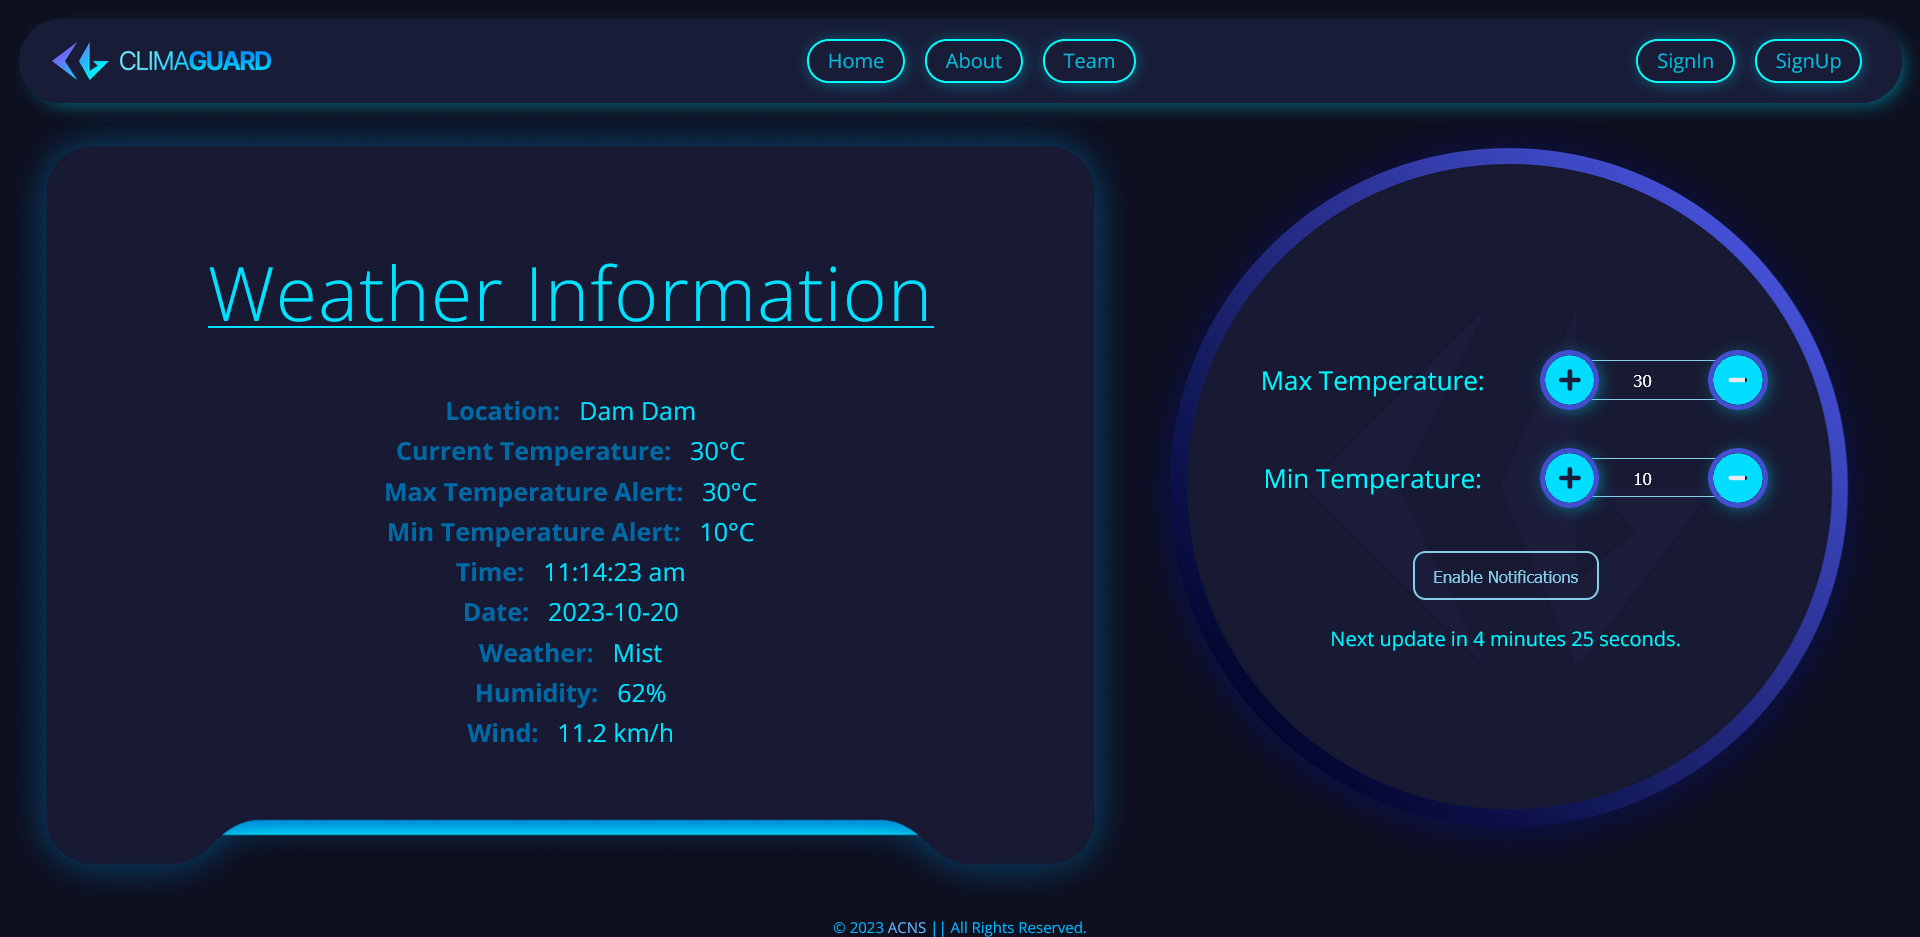 CLIMAGUARD
Home About Team
SignIn SignUp
Weather Information
Location: Dam Dam
Current Temperature: 30°C
Max Temperature Alert: 30°C
Min Temperature Alert: 10°C
Time: 11:14:23 am
Date: 2023-10-20
Weather: Mist
Humidity: 62%
Wind: 11.2 km/h
Max Temperature: + 30 −
Min Temperature: + 10 −
Enable Notifications
Next update in 4 minutes 25 seconds.
© 2023 ACNS || All Rights Reserved.